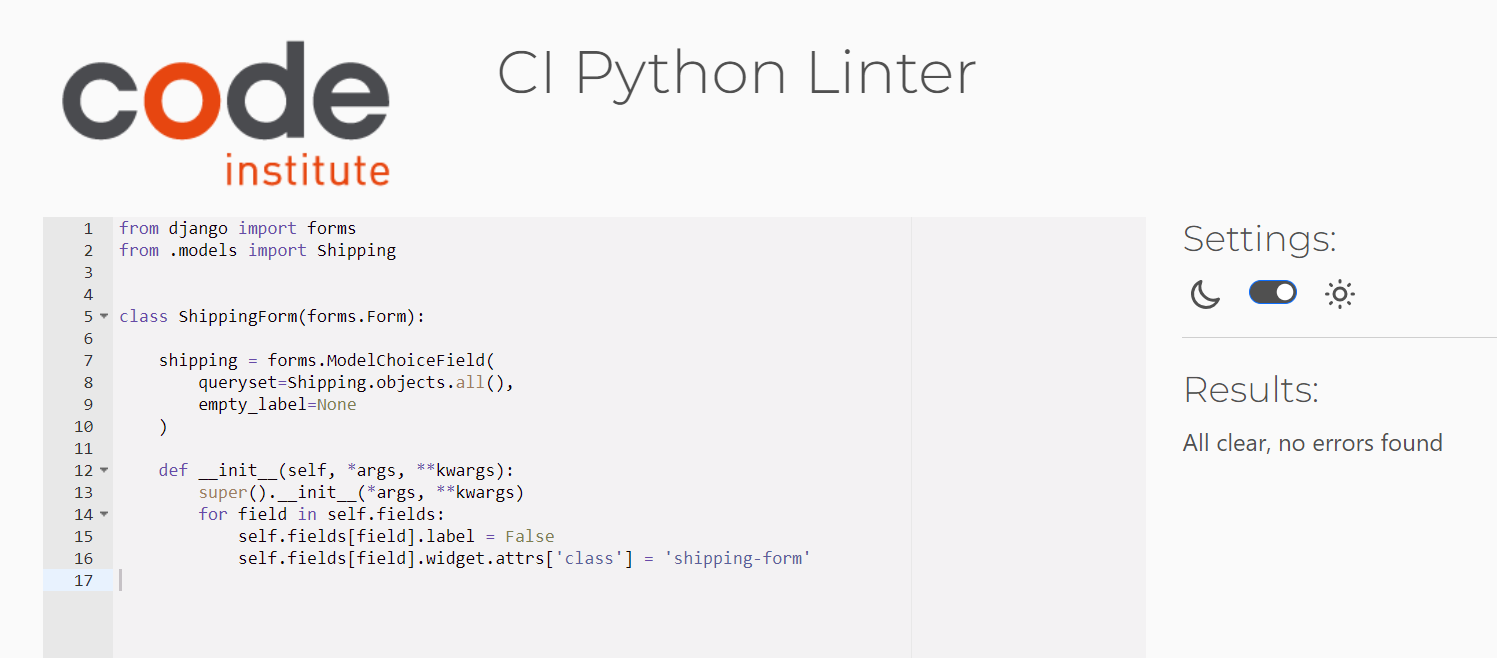 code
institute
CI Python Linter
1 from django import forms
2 from .models import Shipping
3
4
5 class ShippingForm(forms.Form):
6
7     shipping = forms.ModelChoiceField(
8         queryset=Shipping.objects.all(),
9         empty_label=None
10     )
11
12     def __init__(self, *args, **kwargs):
13         super().__init__(*args, **kwargs)
14         for field in self.fields:
15             self.fields[field].label = False
16             self.fields[field].widget.attrs['class'] = 'shipping-form'
17
Settings:
Results:
All clear, no errors found